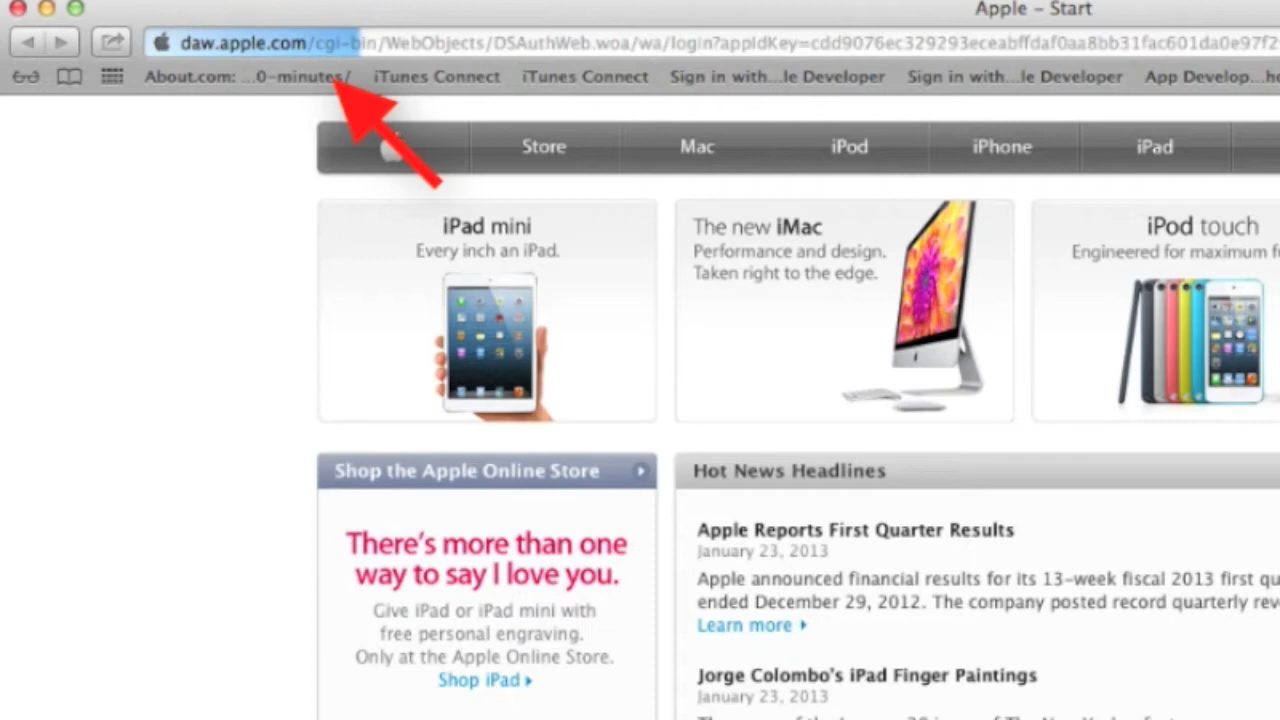 Apple – Start
daw.apple.com/cgi-bin/WebObjects/DSAuthWeb.woa/wa/login?appIdKey=cdd9076ec329293eceabffdaf0aa8bb31fac601da0e97f2
About.com: ...0-minutes/ iTunes Connect iTunes Connect Sign in with...le Developer Sign in with...le Developer App Develop...ho
Store Mac iPod iPhone iPad
iPad mini
Every inch an iPad.
The new iMac
Performance and design.
Taken right to the edge.
iPod touch
Engineered for maximum
Shop the Apple Online Store
There's more than one
way to say I love you.
Give iPad or iPad mini with
free personal engraving.
Only at the Apple Online Store.
Shop iPad
Hot News Headlines
Apple Reports First Quarter Results
January 23, 2013
Apple announced financial results for its 13-week fiscal 2013 first qu
ended December 29, 2012. The company posted record quarterly rev
Learn more
Jorge Colombo's iPad Finger Paintings
January 23, 2013